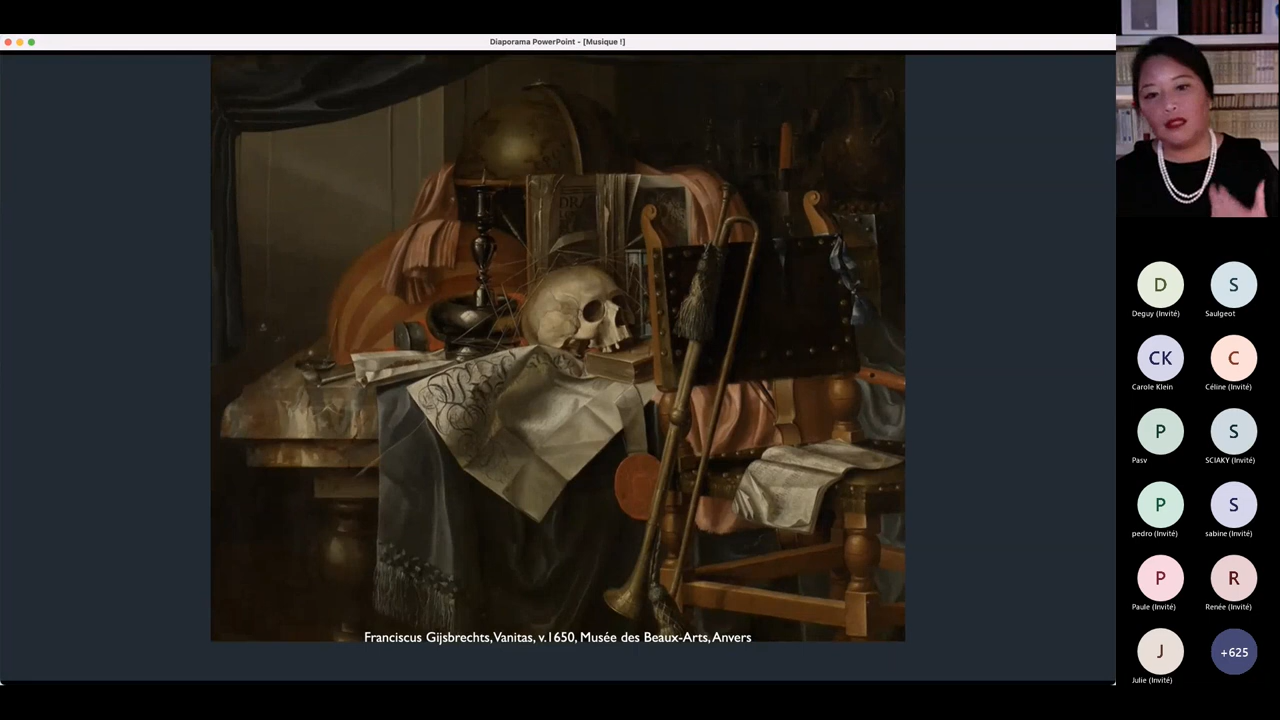 Diaporama PowerPoint - [Musique !]
Franciscus Gijsbrechts, Vanitas, v.1650, Musée des Beaux-Arts, Anvers
D
Deguy (Invité)
S
Saulgeot
CK
Carole Klein
C
Céline (Invité)
P
Pasv
S
SCIAKY (Invité)
P
pedro (Invité)
S
sabine (Invité)
P
Paule (Invité)
R
Renée (Invité)
J
Julie (Invité)
+625